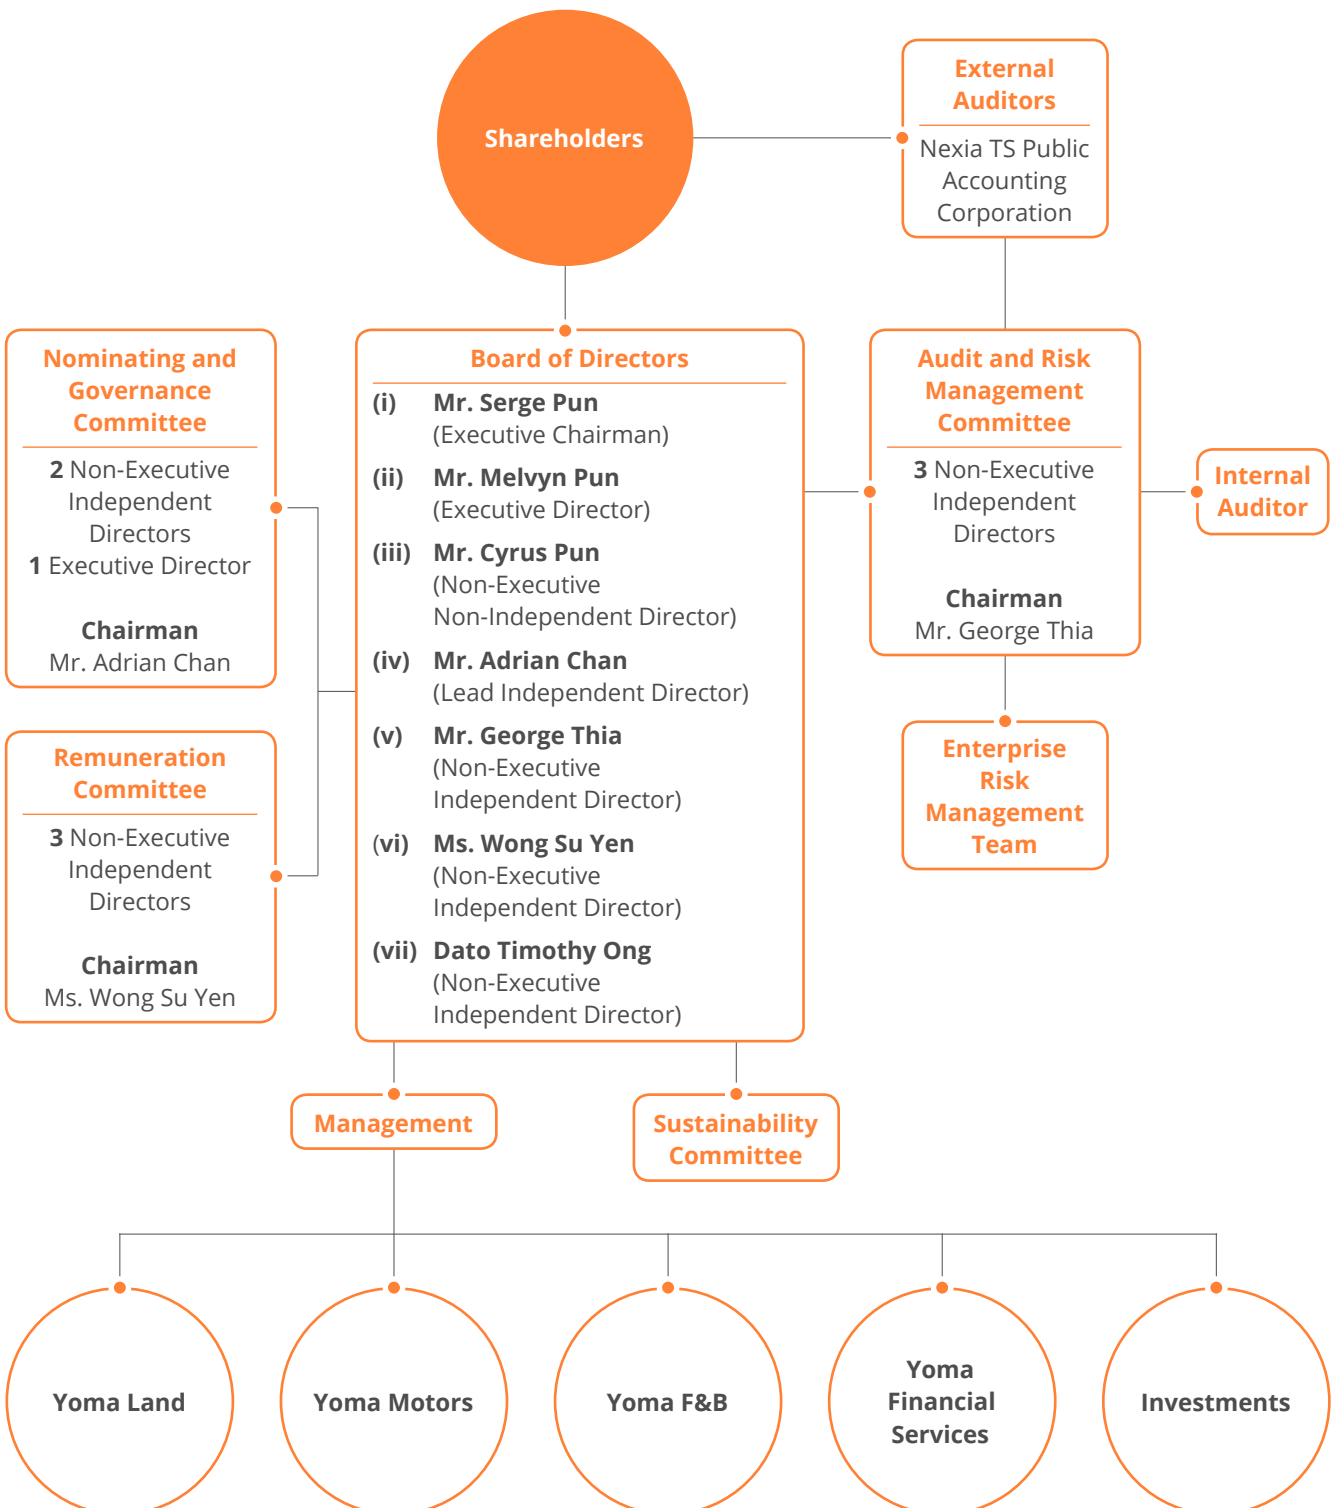 Shareholders
External
Auditors
Nexia TS Public
Accounting
Corporation
Nominating and
Governance
Committee
2 Non-Executive
Independent
Directors
1 Executive Director
Chairman
Mr. Adrian Chan
Remuneration
Committee
3 Non-Executive
Independent
Directors
Chairman
Ms. Wong Su Yen
Board of Directors
(i) Mr. Serge Pun
(Executive Chairman)
(ii) Mr. Melvyn Pun
(Executive Director)
(iii) Mr. Cyrus Pun
(Non-Executive
Non-Independent Director)
(iv) Mr. Adrian Chan
(Lead Independent Director)
(v) Mr. George Thia
(Non-Executive
Independent Director)
(vi) Ms. Wong Su Yen
(Non-Executive
Independent Director)
(vii) Dato Timothy Ong
(Non-Executive
Independent Director)
Audit and Risk
Management
Committee
3 Non-Executive
Independent
Directors
Chairman
Mr. George Thia
Internal
Auditor
Enterprise
Risk
Management
Team
Management
Sustainability
Committee
Yoma Land
Yoma Motors
Yoma F&B
Yoma
Financial
Services
Investments